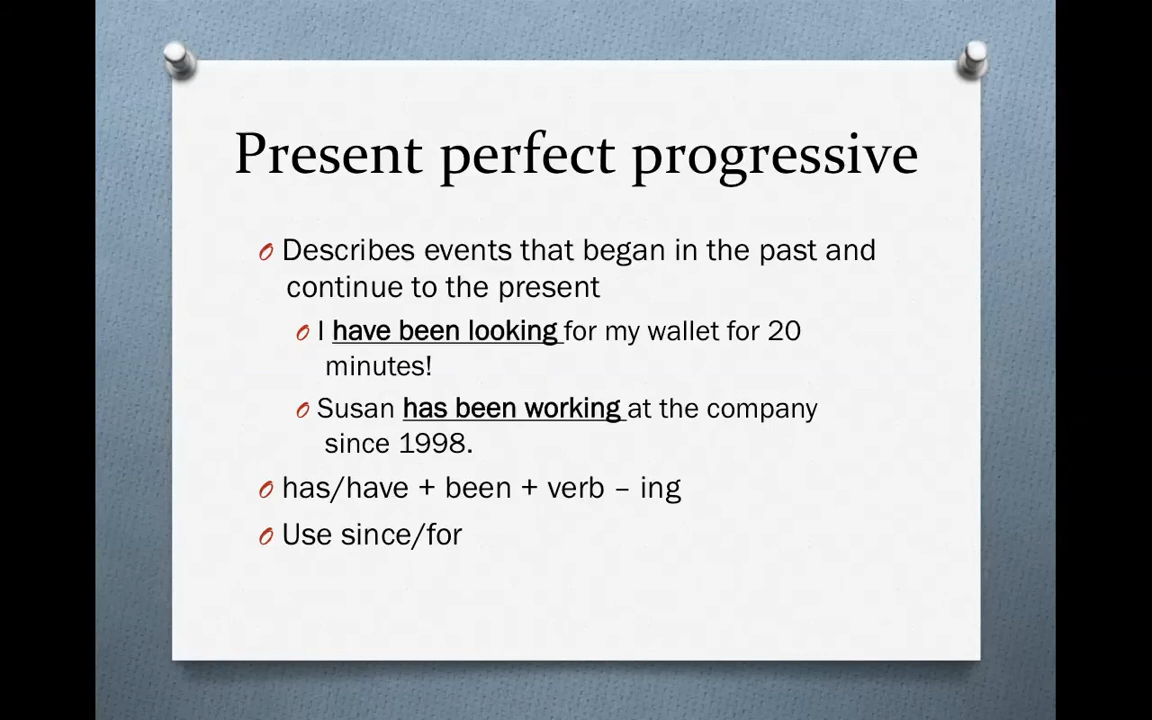 Present perfect progressive
Describes events that began in the past and
continue to the present
I have been looking for my wallet for 20
minutes!
Susan has been working at the company
since 1998.
has/have + been + verb – ing
Use since/for